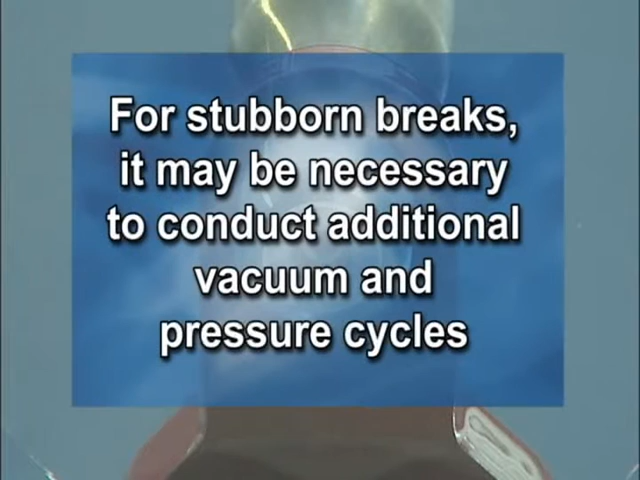 For stubborn breaks,
it may be necessary
to conduct additional
vacuum and
pressure cycles